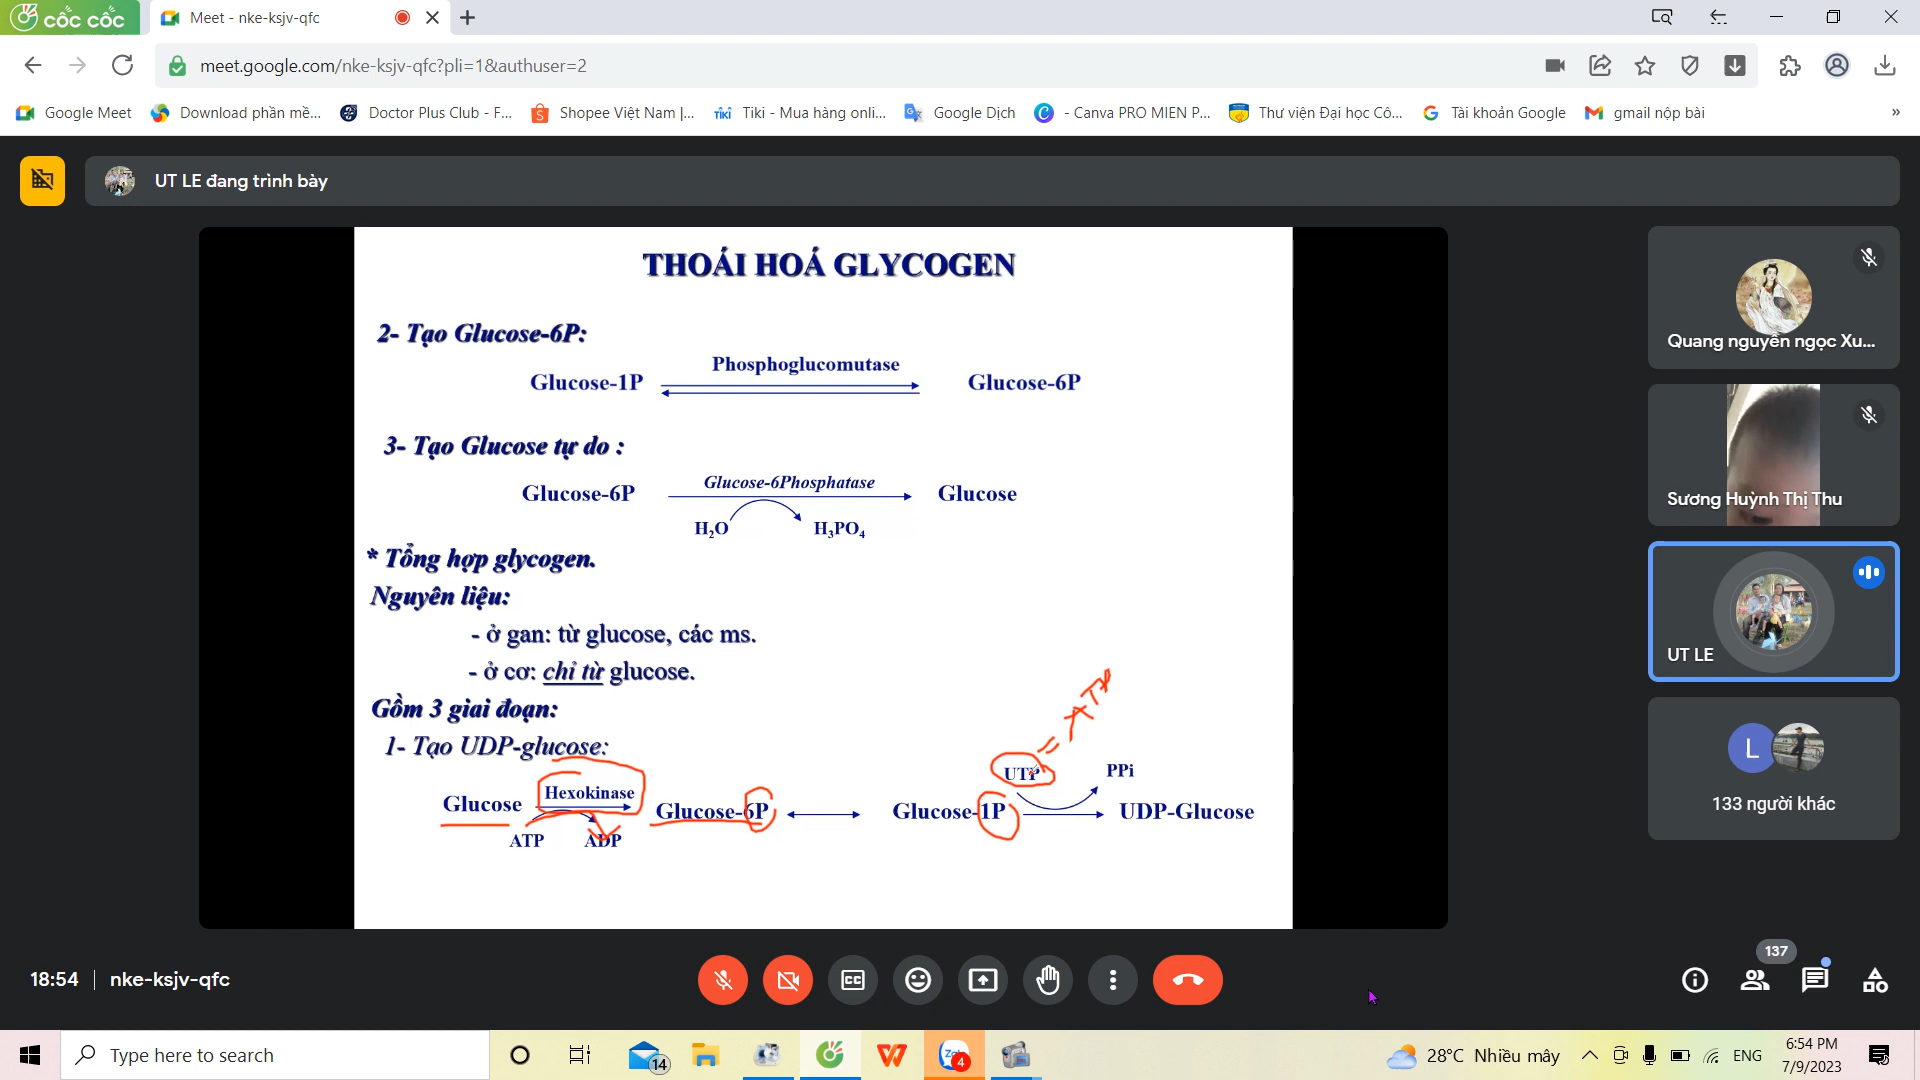 cốc cốc
Meet - nke-ksjv-qfc
meet.google.com/nke-ksjv-qfc?pli=1&authuser=2
Google Meet
Download phần mề...
Doctor Plus Club - F...
Shopee Việt Nam |...
TIKI
Tiki - Mua hàng onli...
Google Dịch
- Canva PRO MIEN P...
Thư viện Đại học Cô...
Tài khoản Google
gmail nộp bài
»
UT LE đang trình bày
THOÁI HOÁ GLYCOGEN
2- Tạo Glucose-6P:
Phosphoglucomutase
Glucose-1P
Glucose-6P
3- Tạo Glucose tự do :
Glucose-6Phosphatase
Glucose-6P
Glucose
H₂O
H₃PO₄
* Tổng hợp glycogen.
Nguyên liệu:
- ở gan: từ glucose, các ms.
- ở cơ: chỉ từ glucose.
Gồm 3 giai đoạn:
1- Tạo UDP-glucose:
= ATP
UTP
PPi
Glucose
Hexokinase
Glucose-6P
Glucose-1P
UDP-Glucose
ATP
ADP
Quang nguyễn ngọc Xu...
Sương Huỳnh Thị Thu
UT LE
L
133 người khác
18:54
nke-ksjv-qfc
137
Type here to search
14
Zalo
4
28°C Nhiều mây
ENG
6:54 PM
7/9/2023